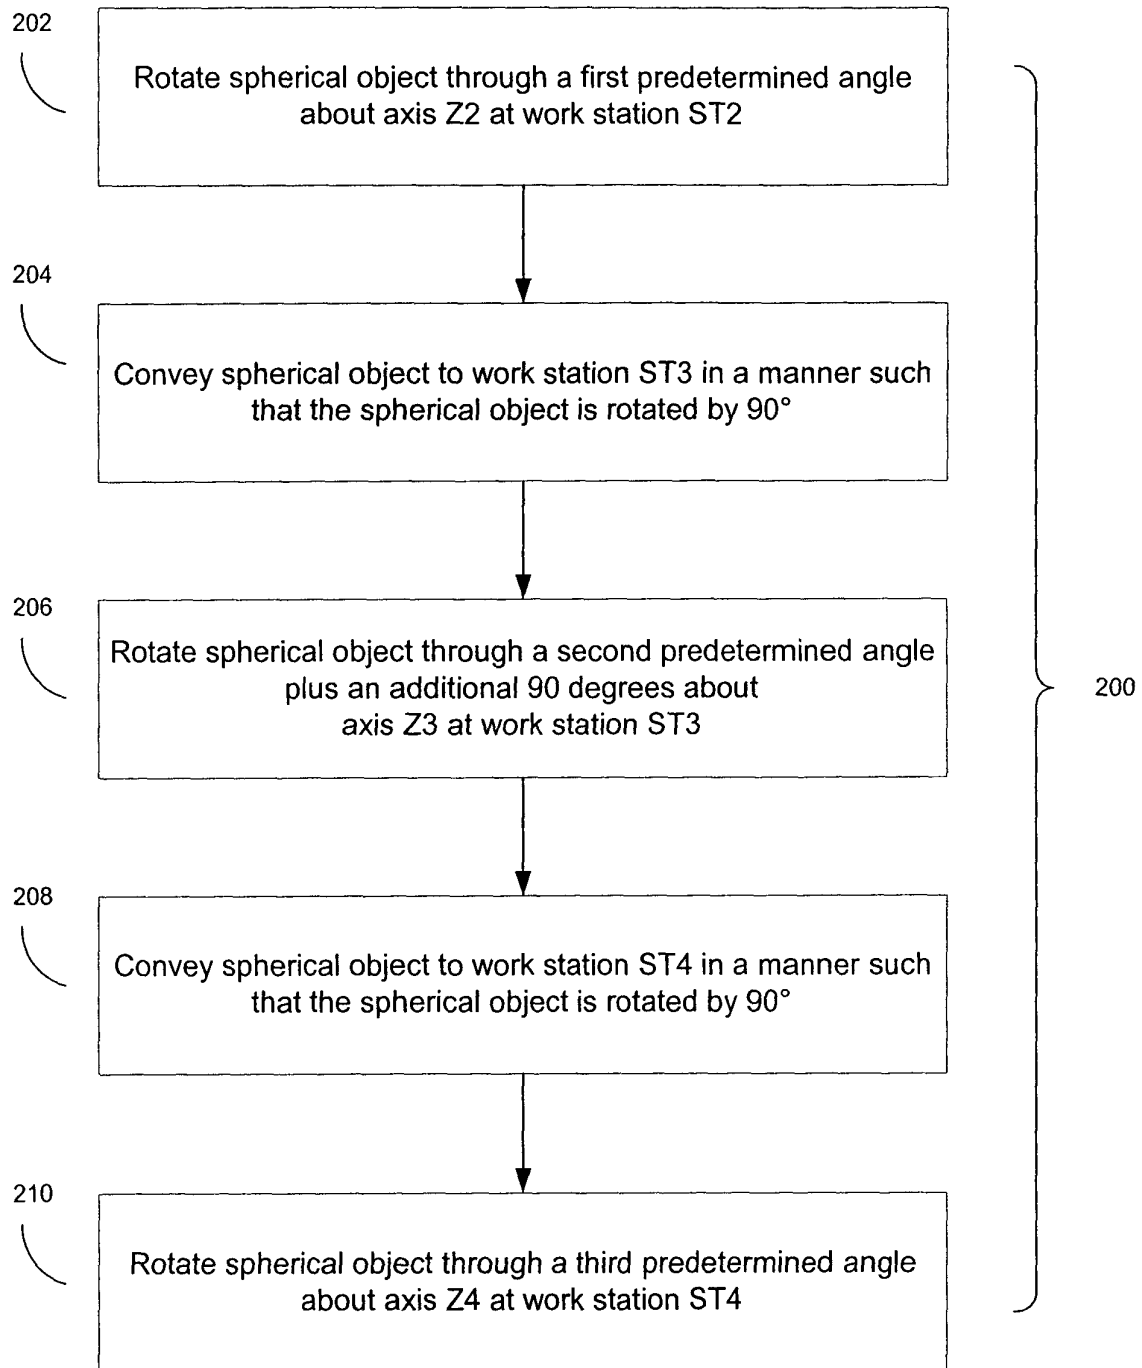 202
Rotate spherical object through a first predetermined angle
about axis Z2 at work station ST2
204
Convey spherical object to work station ST3 in a manner such
that the spherical object is rotated by 90°
206
Rotate spherical object through a second predetermined angle
plus an additional 90 degrees about
axis Z3 at work station ST3
200
208
Convey spherical object to work station ST4 in a manner such
that the spherical object is rotated by 90°
210
Rotate spherical object through a third predetermined angle
about axis Z4 at work station ST4